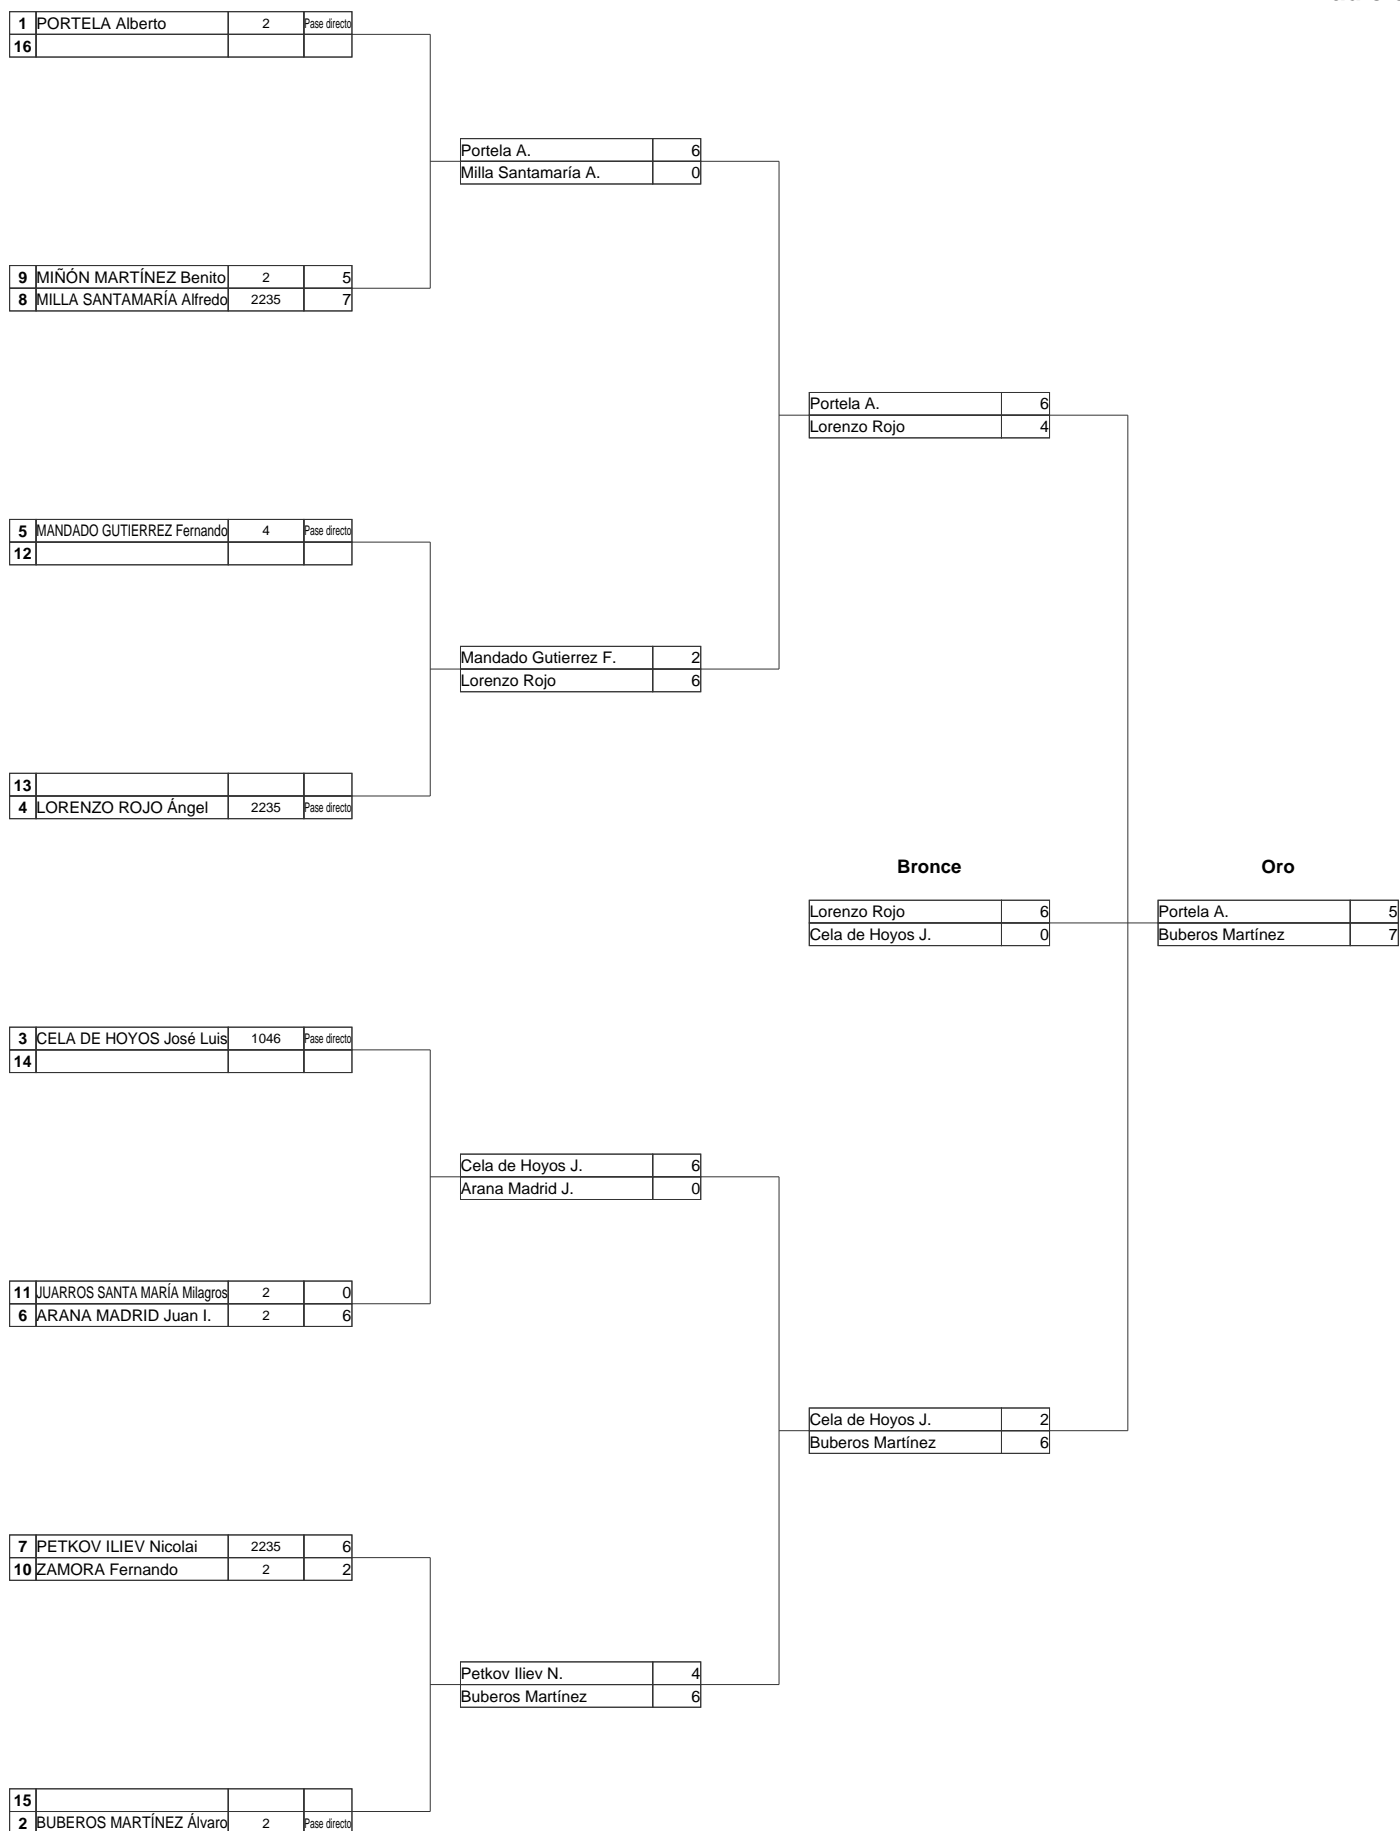 1 PORTELA Alberto 2 Pase directo
16
Portela A. 6
Milla Santamaría A. 0
9 MIÑÓN MARTÍNEZ Benito 2 5
8 MILLA SANTAMARÍA Alfredo 2235 7
Portela A. 6
Lorenzo Rojo 4
5 MANDADO GUTIERREZ Fernando 4 Pase directo
12
Mandado Gutierrez F. 2
Lorenzo Rojo 6
13
4 LORENZO ROJO Ángel 2235 Pase directo
Bronce Oro
Lorenzo Rojo 6 Portela A. 5
Cela de Hoyos J. 0 Buberos Martínez 7
3 CELA DE HOYOS José Luis 1046 Pase directo
14
Cela de Hoyos J. 6
Arana Madrid J. 0
11 JUARROS SANTA MARÍA Milagros 2 0
6 ARANA MADRID Juan I. 2 6
Cela de Hoyos J. 2
Buberos Martínez 6
7 PETKOV ILIEV Nicolai 2235 6
10 ZAMORA Fernando 2 2
Petkov Iliev N. 4
Buberos Martínez 6
15
2 BUBEROS MARTÍNEZ Álvaro 2 Pase directo